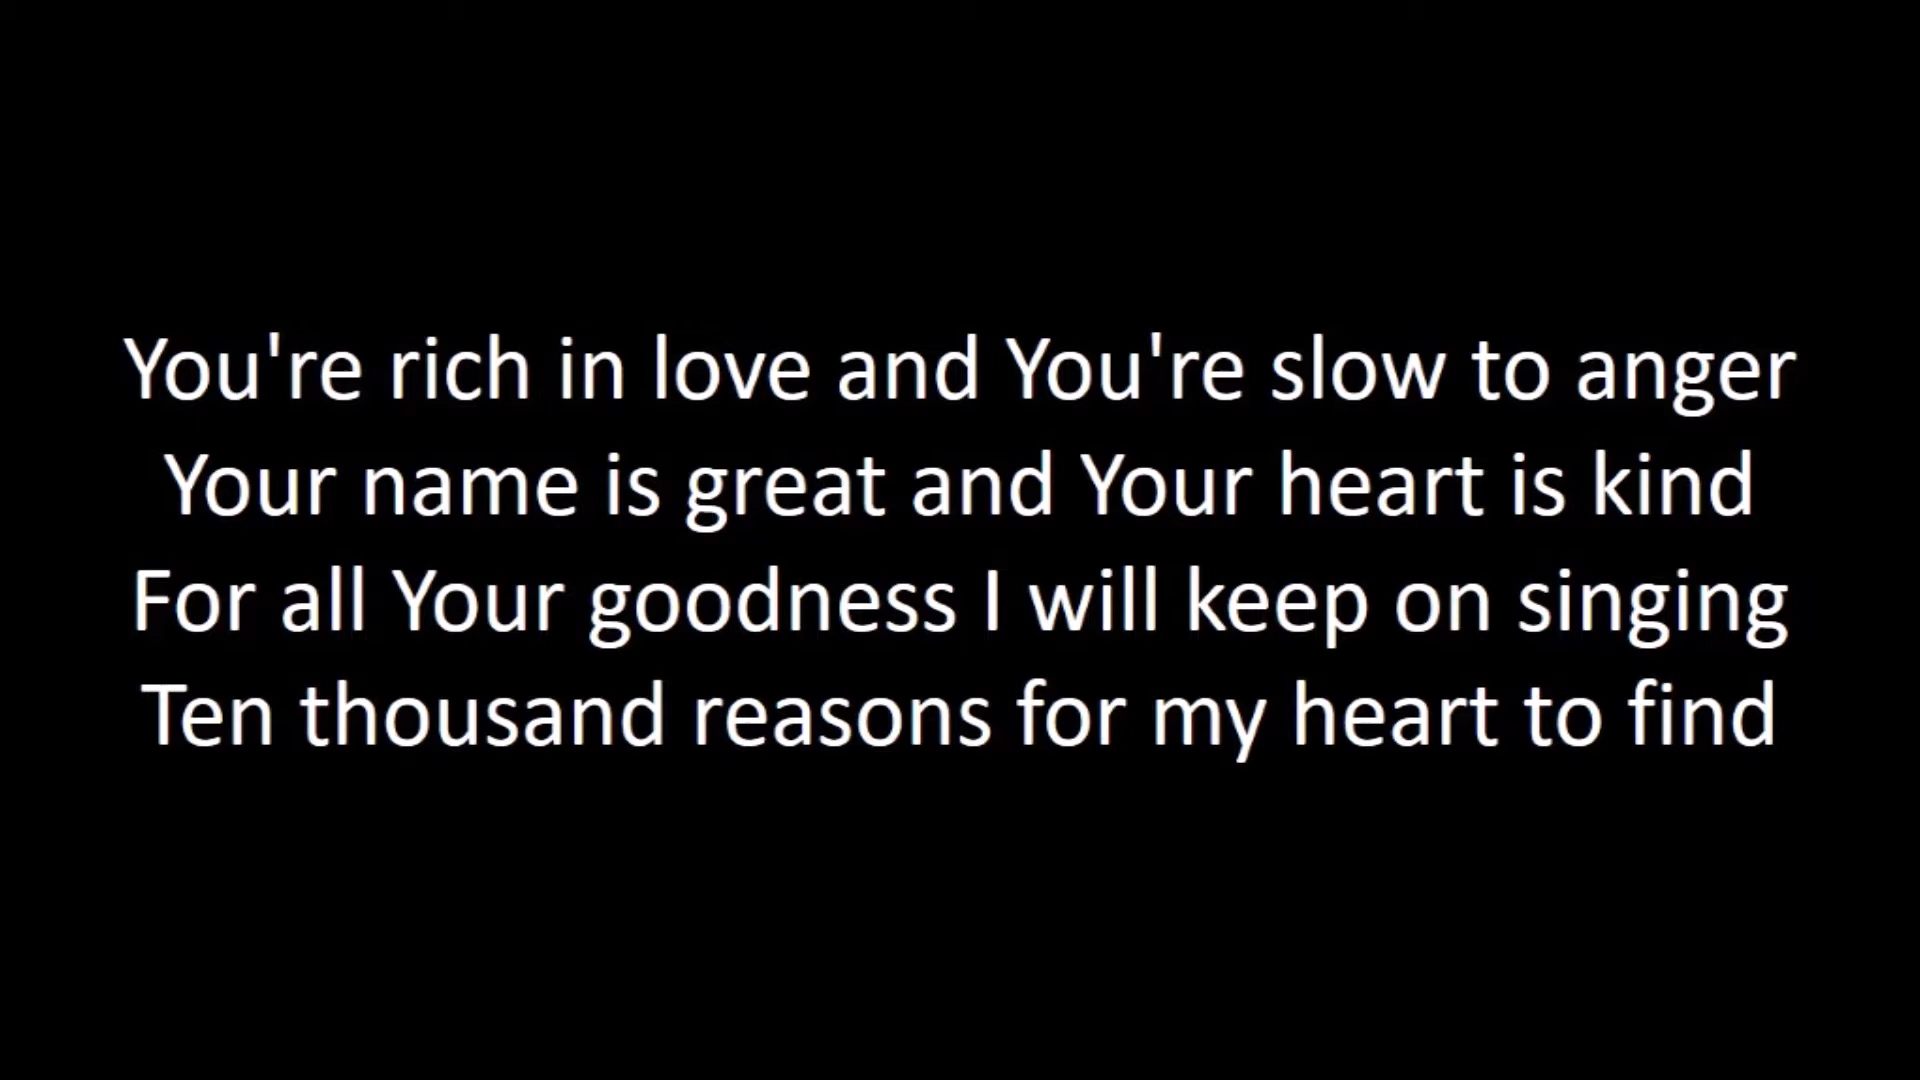 You're rich in love and You're slow to anger
Your name is great and Your heart is kind
For all Your goodness I will keep on singing
Ten thousand reasons for my heart to find